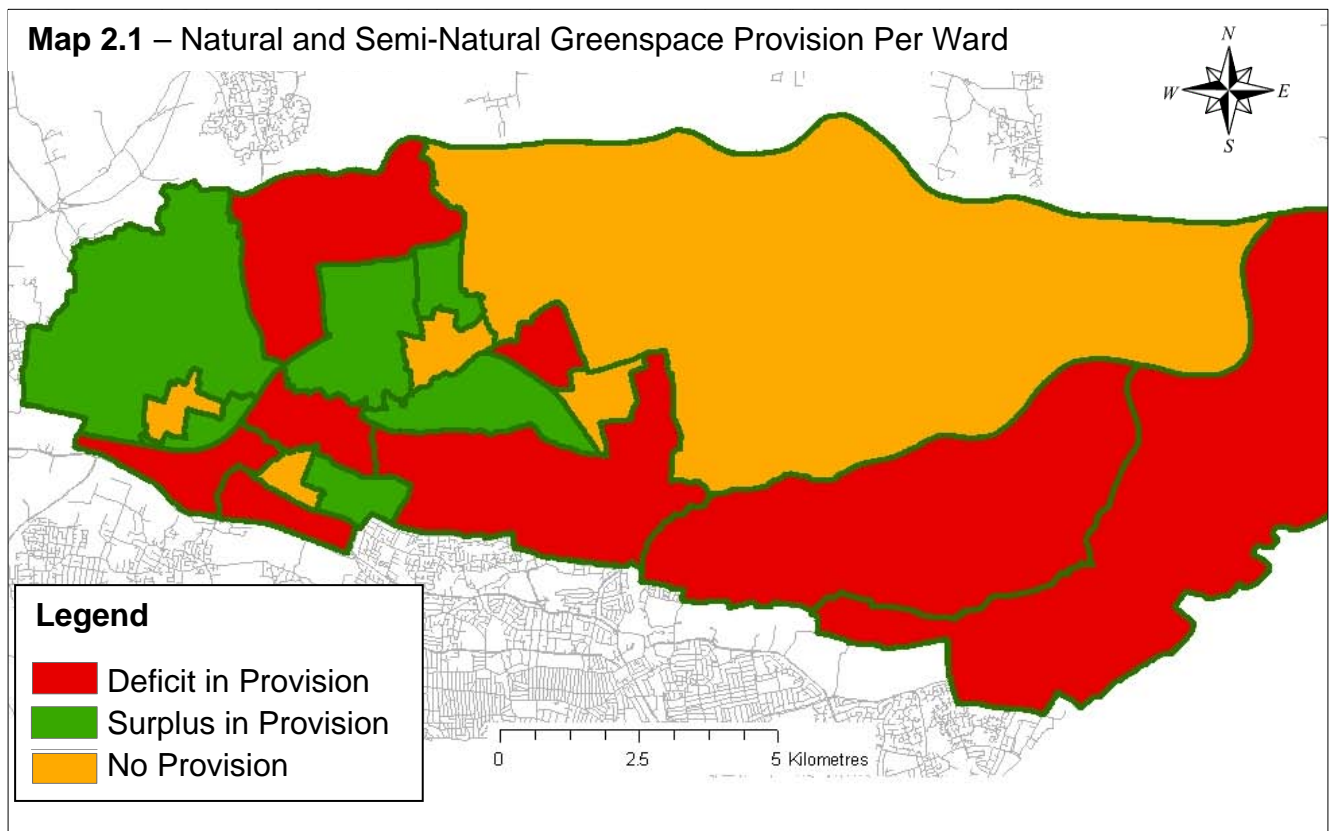 Map 2.1 – Natural and Semi-Natural Greenspace Provision Per Ward
N
W E
S
Legend
Deficit in Provision
Surplus in Provision
No Provision
0 2.5 5 Kilometres